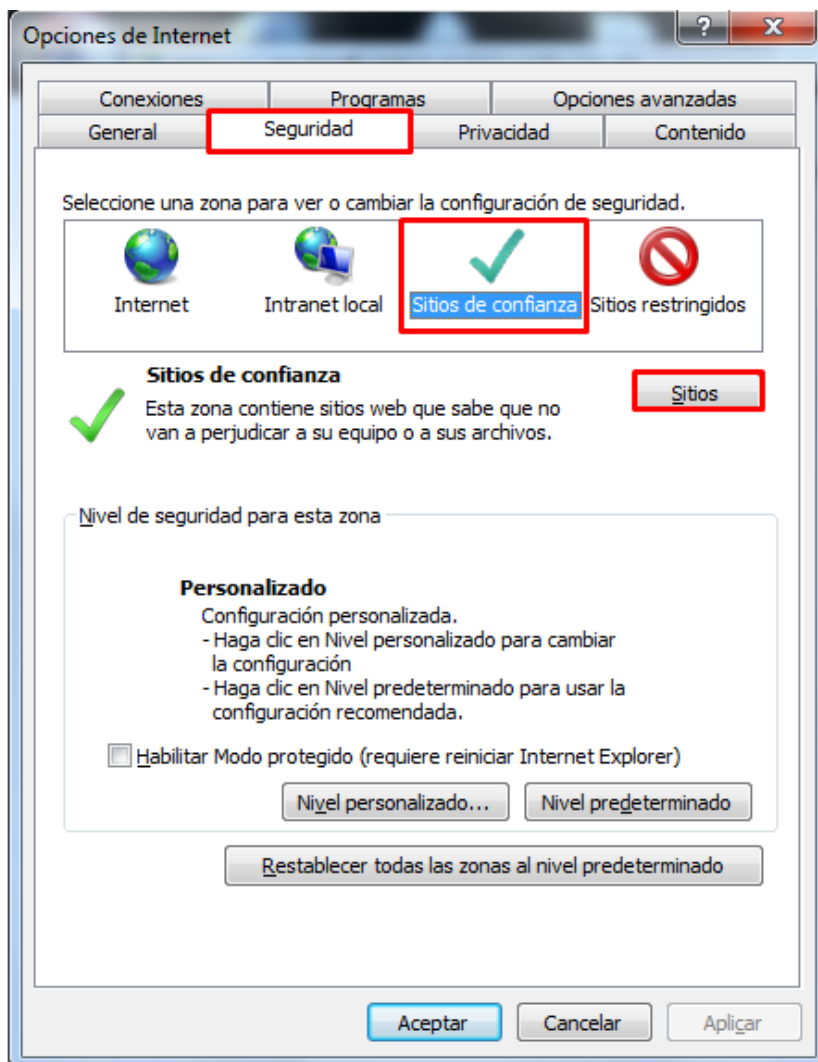 Opciones de Internet
?
X
Conexiones
Programas
Opciones avanzadas
General
Seguridad
Privacidad
Contenido
Seleccione una zona para ver o cambiar la configuración de seguridad.
Internet
Intranet local
Sitios de confianza
Sitios restringidos
Sitios de confianza
Sitios
Esta zona contiene sitios web que sabe que no
van a perjudicar a su equipo o a sus archivos.
Nivel de seguridad para esta zona
Personalizado
Configuración personalizada.
- Haga clic en Nivel personalizado para cambiar
la configuración
- Haga clic en Nivel predeterminado para usar la
configuración recomendada.
Habilitar Modo protegido (requiere reiniciar Internet Explorer)
Nivel personalizado...
Nivel predeterminado
Restablecer todas las zonas al nivel predeterminado
Aceptar
Cancelar
Aplicar